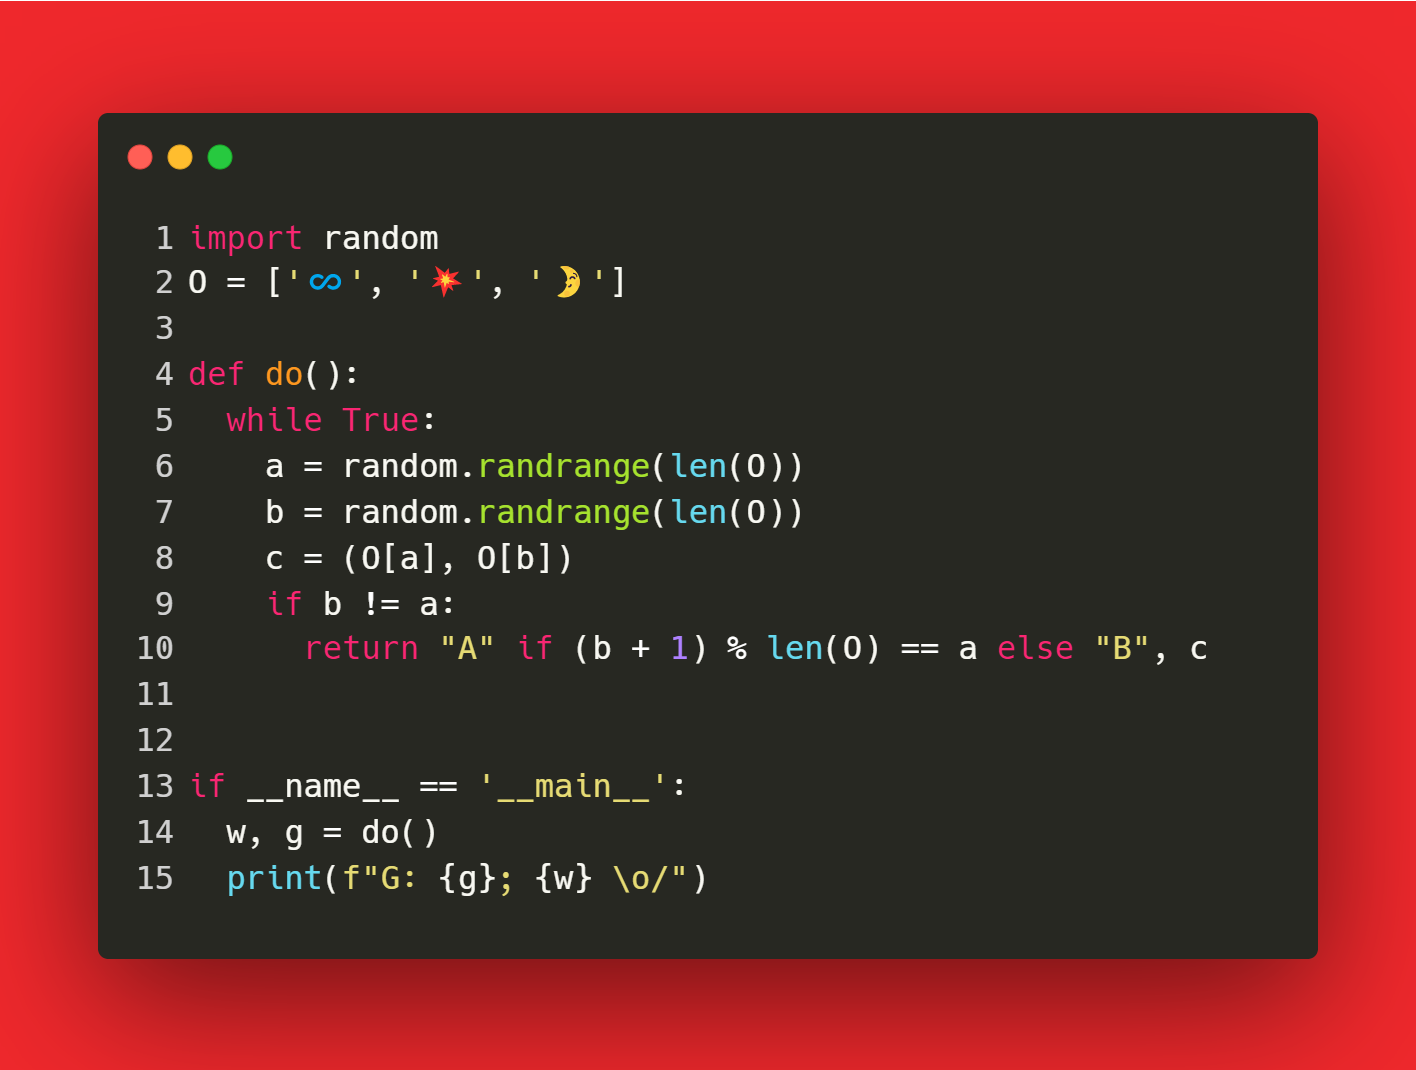 1 import random
2 O = ['∞', '💥', '🌛']
3
4 def do():
5   while True:
6     a = random.randrange(len(O))
7     b = random.randrange(len(O))
8     c = (O[a], O[b])
9     if b != a:
10       return "A" if (b + 1) % len(O) == a else "B", c
11
12
13 if __name__ == '__main__':
14   w, g = do()
15   print(f"G: {g}; {w} \o/")